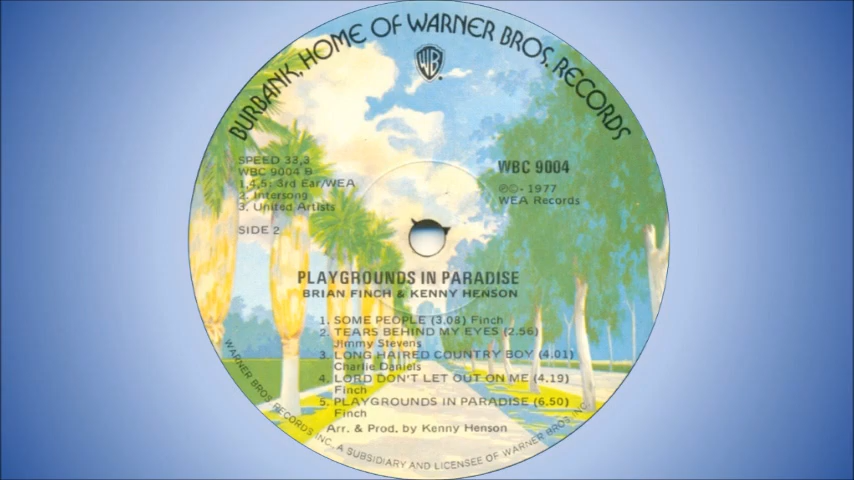 BURBANK, HOME OF WARNER BROS. RECORDS
WB
SPEED 33,3
WBC 9004 B
1,4,5: 3rd Ear/WEA
2. Intersong
3. United Artists
SIDE 2
WBC 9004
℗©- 1977
WEA Records
PLAYGROUNDS IN PARADISE
BRIAN FINCH & KENNY HENSON
1. SOME PEOPLE (3.08) Finch
2. TEARS BEHIND MY EYES (2.56)
Jimmy Stevens
3. LONG HAIRED COUNTRY BOY (4.01)
Charlie Daniels
4. LORD DON'T LET OUT ON ME (4.19)
Finch
5. PLAYGROUNDS IN PARADISE (6.50)
Finch
Arr. & Prod. by Kenny Henson
WARNER BROS RECORDS INC. A SUBSIDIARY AND LICENSEE OF WARNER BROS INC.